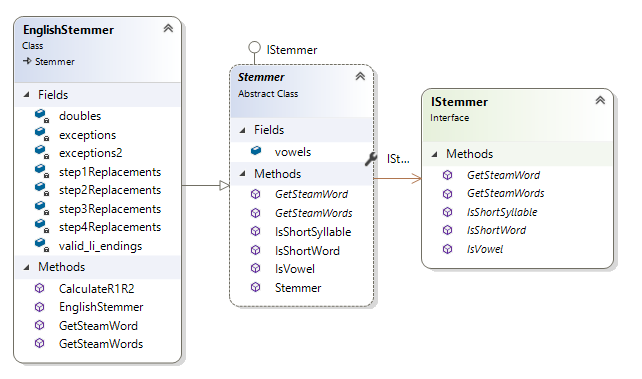 EnglishStemmer
Class
Stemmer
Fields
doubles
exceptions
exceptions2
step1Replacements
step2Replacements
step3Replacements
step4Replacements
valid_li_endings
Methods
CalculateR1R2
EnglishStemmer
GetSteamWord
GetSteamWords
IStemmer
Stemmer
Abstract Class
Fields
vowels
Methods
GetSteamWord
GetSteamWords
IsShortSyllable
IsShortWord
IsVowel
Stemmer
ISt...
IStemmer
Interface
Methods
GetSteamWord
GetSteamWords
IsShortSyllable
IsShortWord
IsVowel